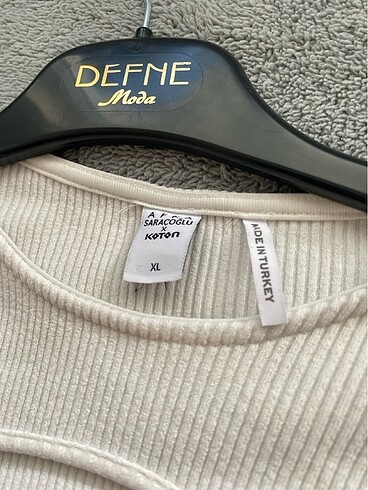 DEFNE
Moda
SARAÇOĞLU
X
KOTON
XL
MADE IN TURKEY